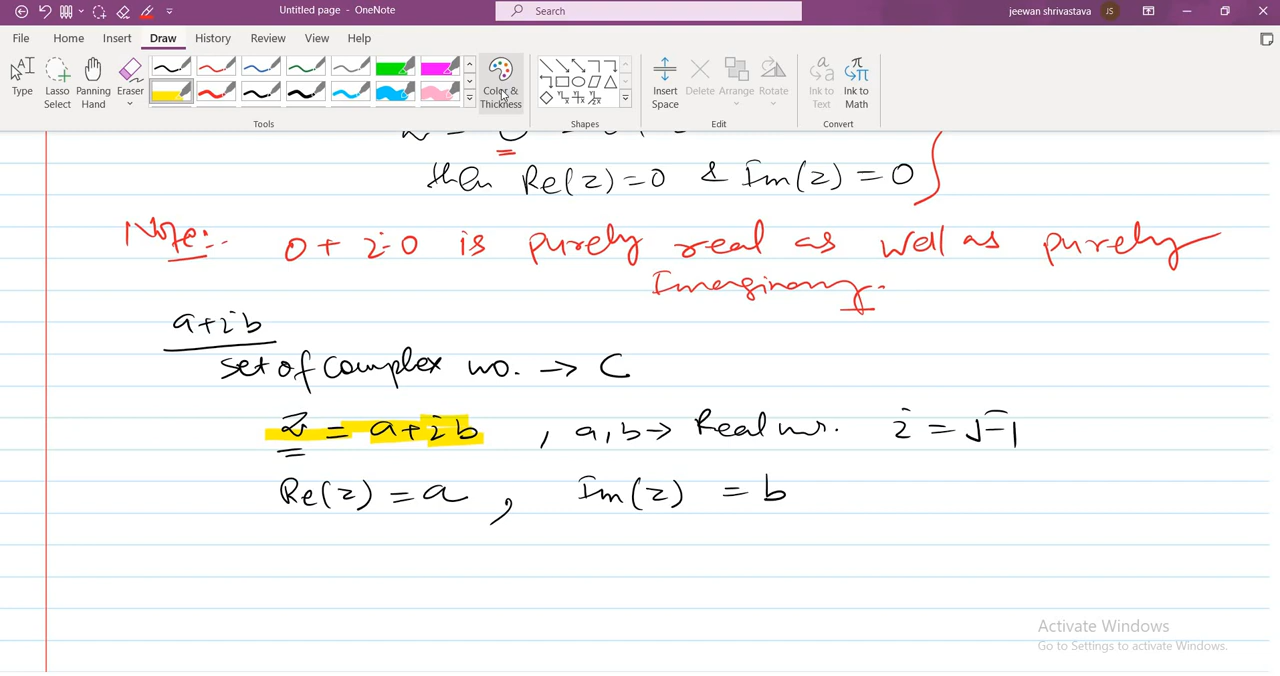 Untitled page - OneNote
Search
jeewan shrivastava
JS
File Home Insert Draw History Review View Help
Type
Lasso Select
Panning Hand
Eraser
Color & Thickness
Insert Space
Delete
Arrange
Rotate
Ink to Text
Ink to Math
Tools
Shapes
Edit
Convert
then Re(z)=0 & Im(z)=0
Note:- 0 + i·0 is purely real as well as purely
Imaginary.
a+ib
set of complex no. → C
z = a+ib , a,b → Real no. i = √-1
Re(z) = a , Im(z) = b
Activate Windows
Go to Settings to activate Windows.